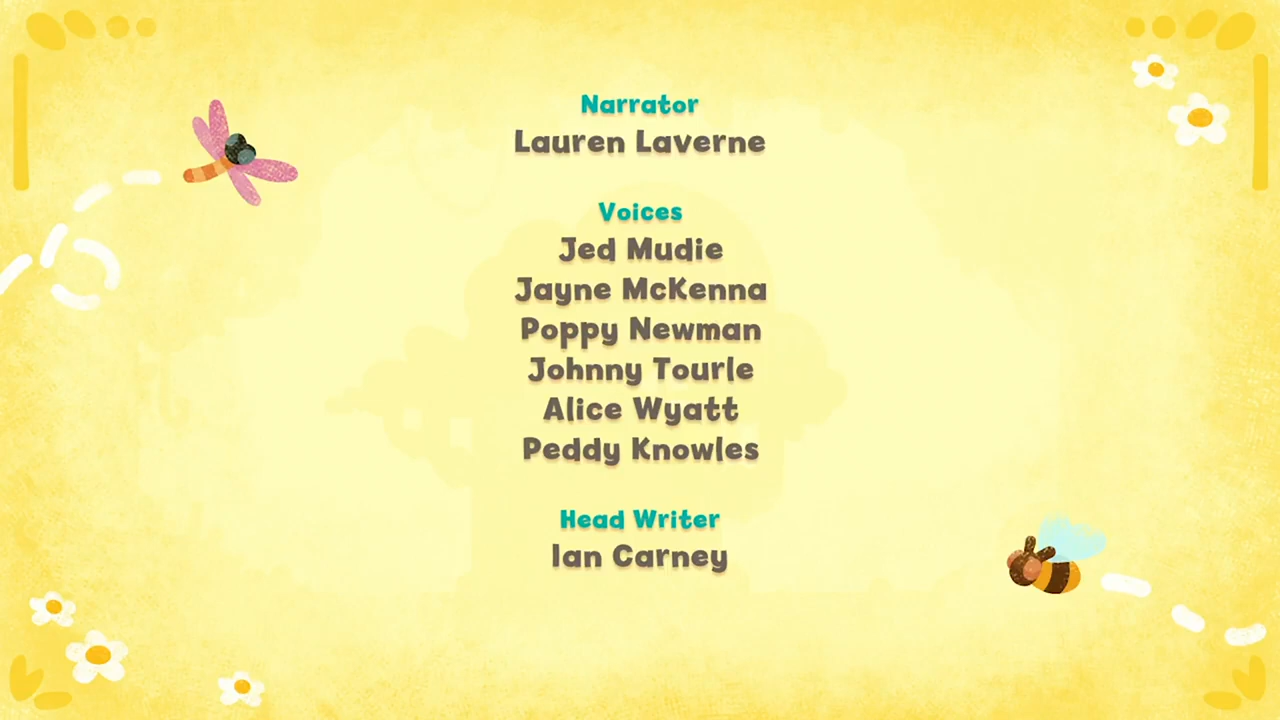 Narrator
Lauren Laverne
Voices
Jed Mudie
Jayne McKenna
Poppy Newman
Johnny Tourle
Alice Wyatt
Peddy Knowles
Head Writer
Ian Carney